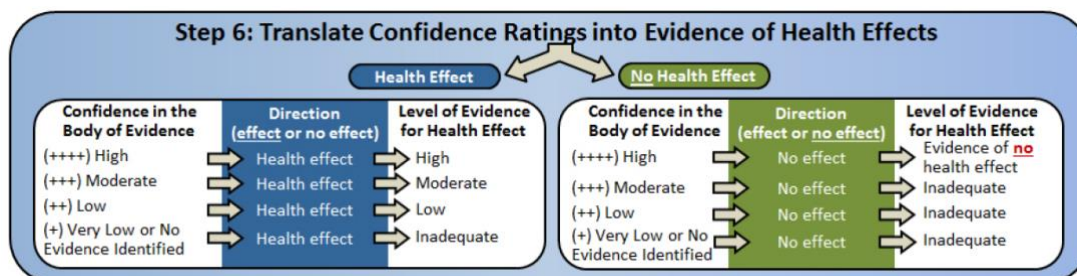 Step 6: Translate Confidence Ratings into Evidence of Health Effects
Health Effect
Confidence in the
Body of Evidence
Direction
(effect or no effect)
Level of Evidence
for Health Effect
(++++) High
Health effect
High
(+++) Moderate
Health effect
Moderate
(++) Low
Health effect
Low
(+) Very Low or No
Evidence Identified
Health effect
Inadequate
No Health Effect
Confidence in the
Body of Evidence
Direction
(effect or no effect)
Level of Evidence
for Health Effect
(++++) High
No effect
Evidence of no
health effect
(+++) Moderate
No effect
Inadequate
(++) Low
No effect
Inadequate
(+) Very Low or No
Evidence Identified
No effect
Inadequate